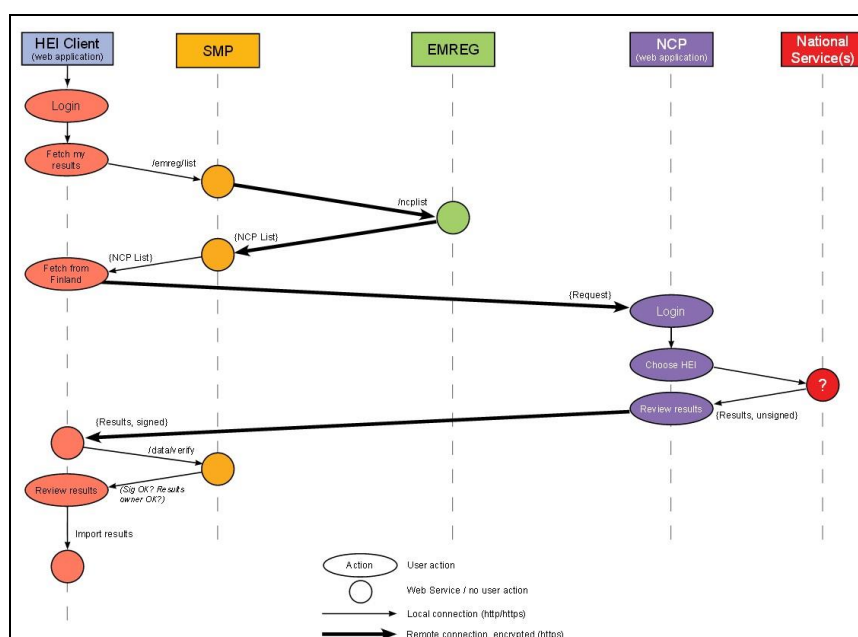 HEI Client
(web application)
SMP
EMREG
NCP
(web application)
National
Service(s)
Login
Fetch my
results
/emreg/list
/ncplist
{NCP List}
{NCP List}
Fetch from
Finland
{Request}
Login
Choose HEI
?
Review results
{Results, unsigned}
{Results, signed}
/data/verify
Review results
(Sig OK? Results
owner OK?)
Import results
Action
User action
Web Service / no user action
Local connection (http/https)
Remote connection, encrypted (https)